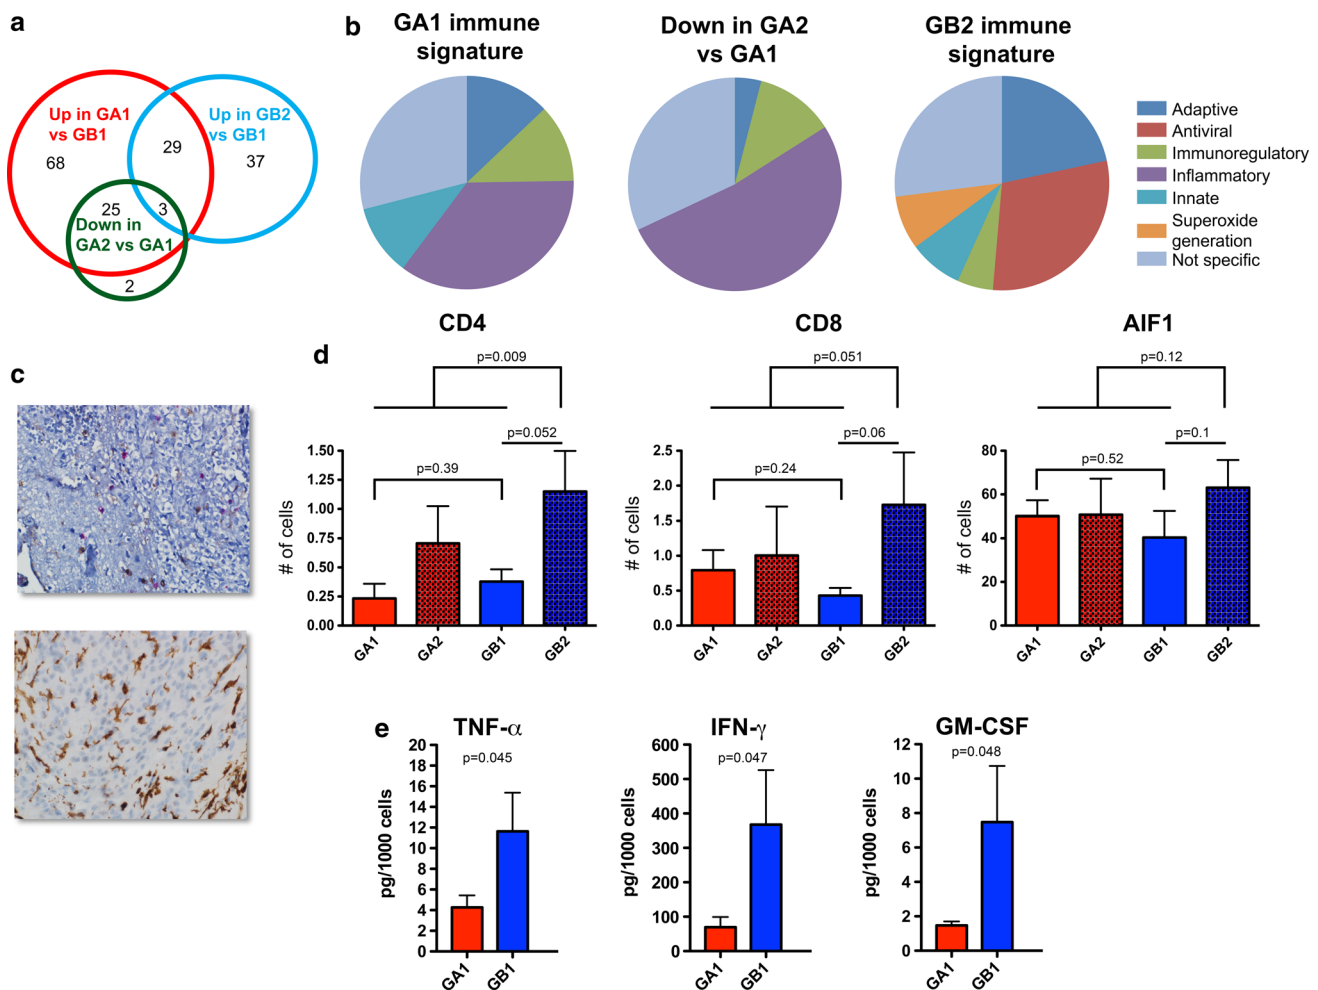 a
Up in GA1
vs GB1
68
29
Up in GB2
vs GB1
37
25
3
Down in
GA2 vs GA1
2
b
GA1 immune
signature
Down in GA2
vs GA1
GB2 immune
signature
Adaptive
Antiviral
Immunoregulatory
Inflammatory
Innate
Superoxide
generation
Not specific
c
d
CD4
p=0.009
p=0.052
p=0.39
# of cells
1.50
1.25
1.00
0.75
0.50
0.25
0.00
GA1
GA2
GB1
GB2
CD8
p=0.051
p=0.06
p=0.24
# of cells
2.5
2.0
1.5
1.0
0.5
0.0
GA1
GA2
GB1
GB2
AIF1
p=0.12
p=0.1
p=0.52
# of cells
80
60
40
20
0
GA1
GA2
GB1
GB2
e
TNF-α
p=0.045
pg/1000 cells
20
18
16
14
12
10
8
6
4
2
0
GA1
GB1
IFN-γ
p=0.047
pg/1000 cells
600
500
400
300
200
100
0
GA1
GB1
GM-CSF
p=0.048
pg/1000 cells
12
10
8
6
4
2
0
GA1
GB1